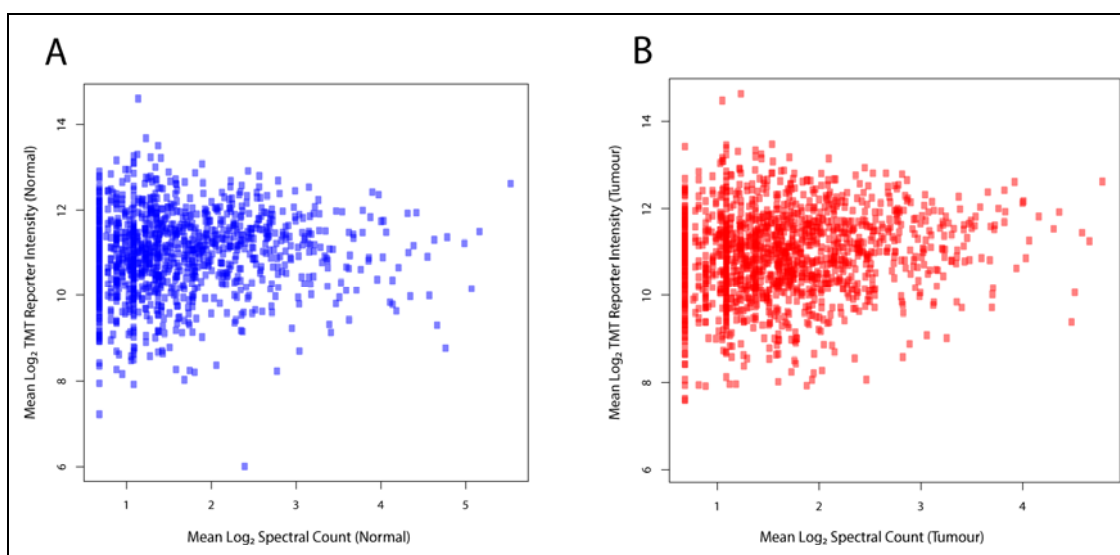 A
Mean Log₂ TMT Reporter Intensity (Normal)
14
12
10
8
6
1 2 3 4 5
Mean Log₂ Spectral Count (Normal)
B
Mean Log₂ TMT Reporter Intensity (Tumour)
14
12
10
8
6
1 2 3 4
Mean Log₂ Spectral Count (Tumour)